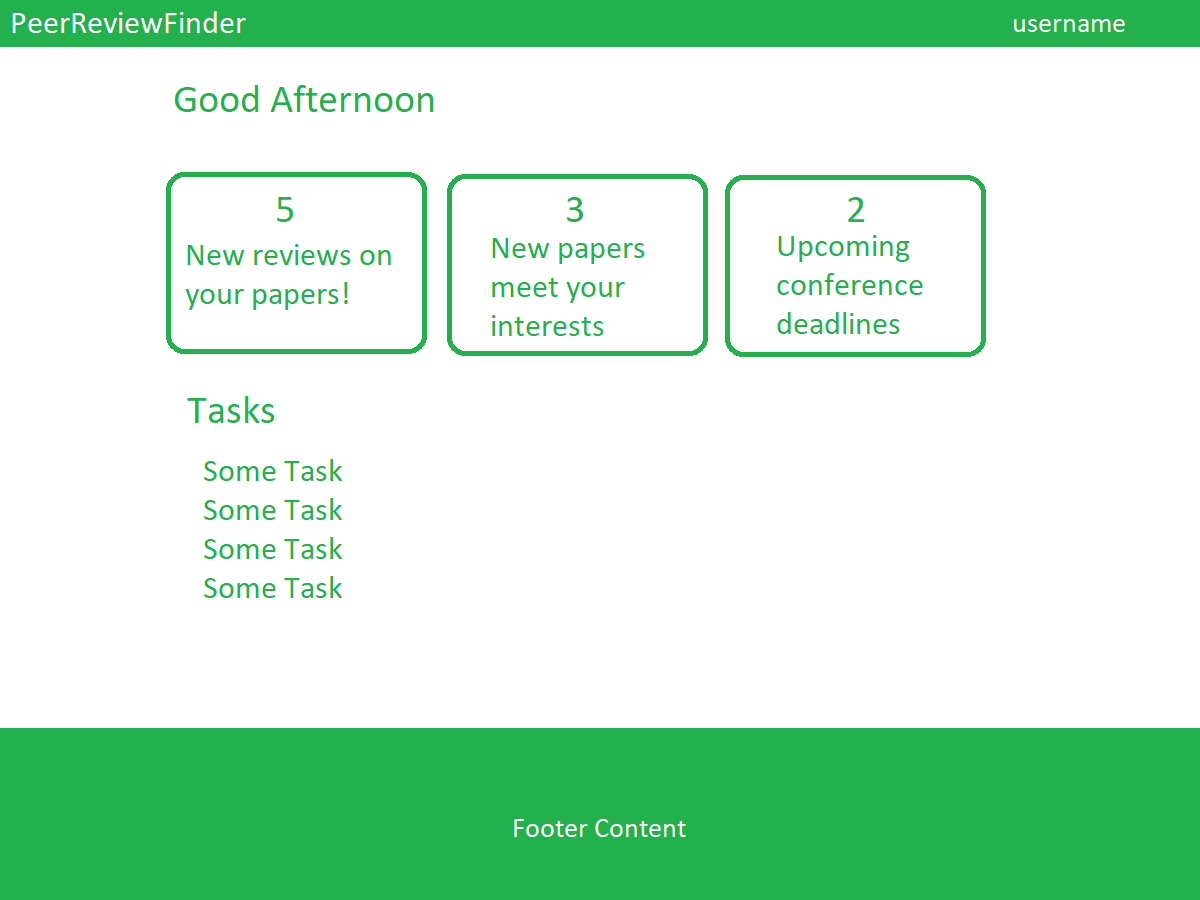 PeerReviewFinder
username
Good Afternoon
5
New reviews on
your papers!
3
New papers
meet your
interests
2
Upcoming
conference
deadlines
Tasks
Some Task
Some Task
Some Task
Some Task
Footer Content